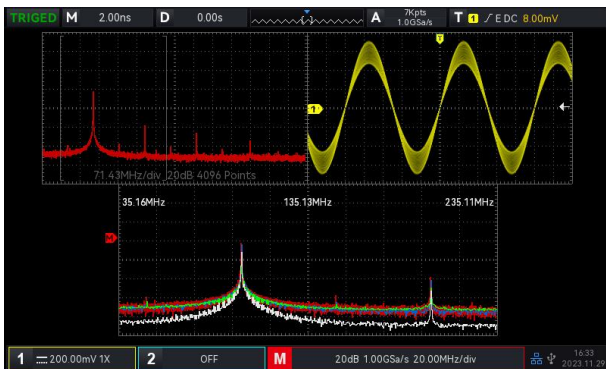 TRIGED M 2.00ns D 0.00s A 7Kpts 1.0GSa/s T 1 E DC 8.00mV
T
1
71.43MHz/div 20dB 4096 Points
35.16MHz 135.13MHz 235.11MHz
M
1 200.00mV 1X 2 OFF M 20dB 1.00GSa/s 20.00MHz/div 16:33 2023.11.29